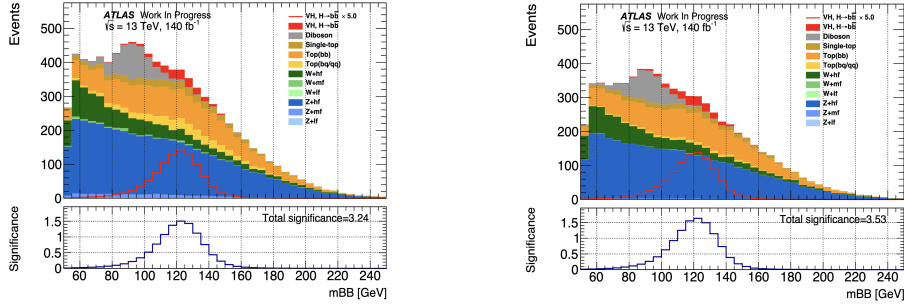 Events
ATLAS Work In Progress
√s = 13 TeV, 140 fb⁻¹
VH, H→bb̄ × 5.0
VH, H→bb̄
Diboson
Single-top
Top(bb)
Top(bq/qq)
W+hf
W+mf
W+lf
Z+hf
Z+mf
Z+lf
500
400
300
200
100
0
Significance
Total significance=3.24
1.5
1
0.5
0
60 80 100 120 140 160 180 200 220 240
mBB [GeV]
Events
ATLAS Work In Progress
√s = 13 TeV, 140 fb⁻¹
VH, H→bb̄ × 5.0
VH, H→bb̄
Diboson
Single-top
Top(bb)
Top(bq/qq)
W+hf
W+mf
W+lf
Z+hf
Z+mf
Z+lf
500
400
300
200
100
0
Significance
Total significance=3.53
1.5
1
0.5
0
60 80 100 120 140 160 180 200 220 240
mBB [GeV]